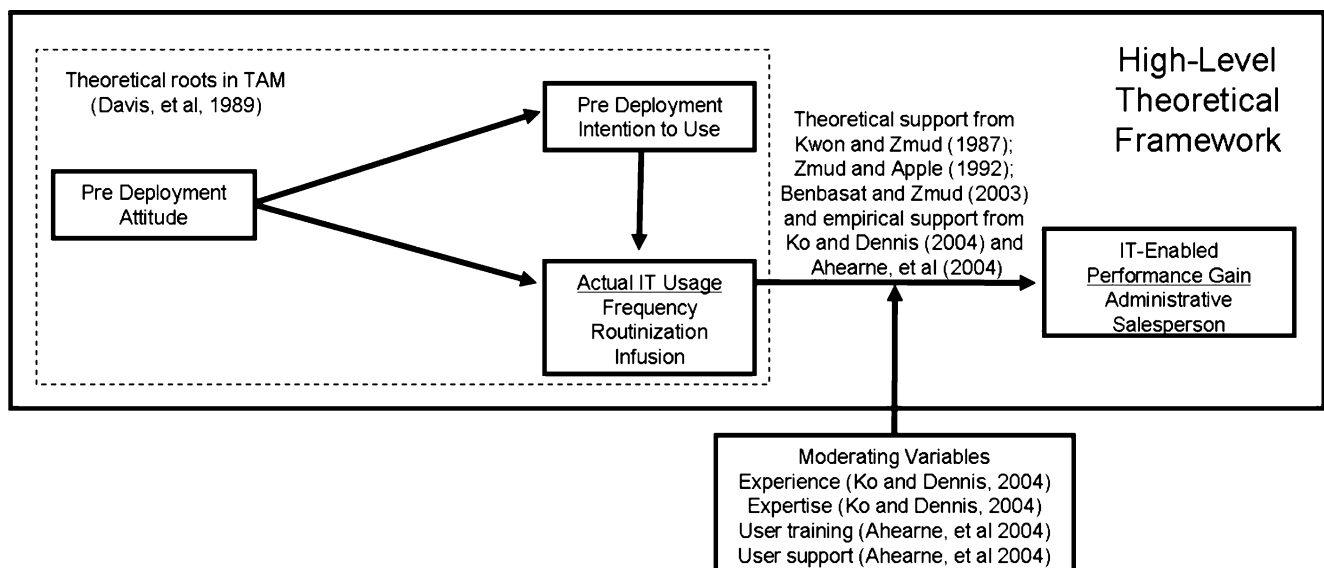 High-Level
Theoretical
Framework
Theoretical roots in TAM
(Davis, et al, 1989)
Pre Deployment
Attitude
Pre Deployment
Intention to Use
Actual IT Usage
Frequency
Routinization
Infusion
Theoretical support from
Kwon and Zmud (1987);
Zmud and Apple (1992);
Benbasat and Zmud (2003)
and empirical support from
Ko and Dennis (2004) and
Ahearne, et al (2004)
IT-Enabled
Performance Gain
Administrative
Salesperson
Moderating Variables
Experience (Ko and Dennis, 2004)
Expertise (Ko and Dennis, 2004)
User training (Ahearne, et al 2004)
User support (Ahearne, et al 2004)